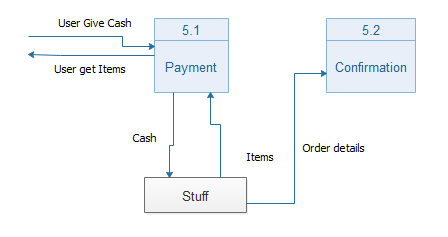 User Give Cash
5.1
5.2
User get Items
Payment
Confirmation
Cash
Items
Order details
Stuff